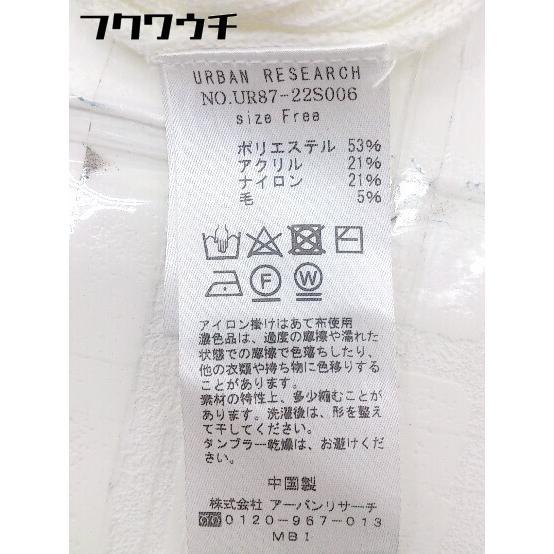 フクワウチ
URBAN RESEARCH
NO.UR87-22S006
size Free
ポリエステル 53%
アクリル 21%
ナイロン 21%
毛 5%
F W
アイロン掛けはあて布使用
濃色品は、過度の摩擦や濡れた
状態での摩擦で色落ちしたり、
他の衣類や持ち物に色移りする
ことがあります。
素材の特性上、多少縮むことが
あります。洗濯後は、形を整え
て干してください。
タンブラー乾燥は、お避けくだ
さい。
中国製
株式会社 アーバンリサーチ
0120-967-013
MBI